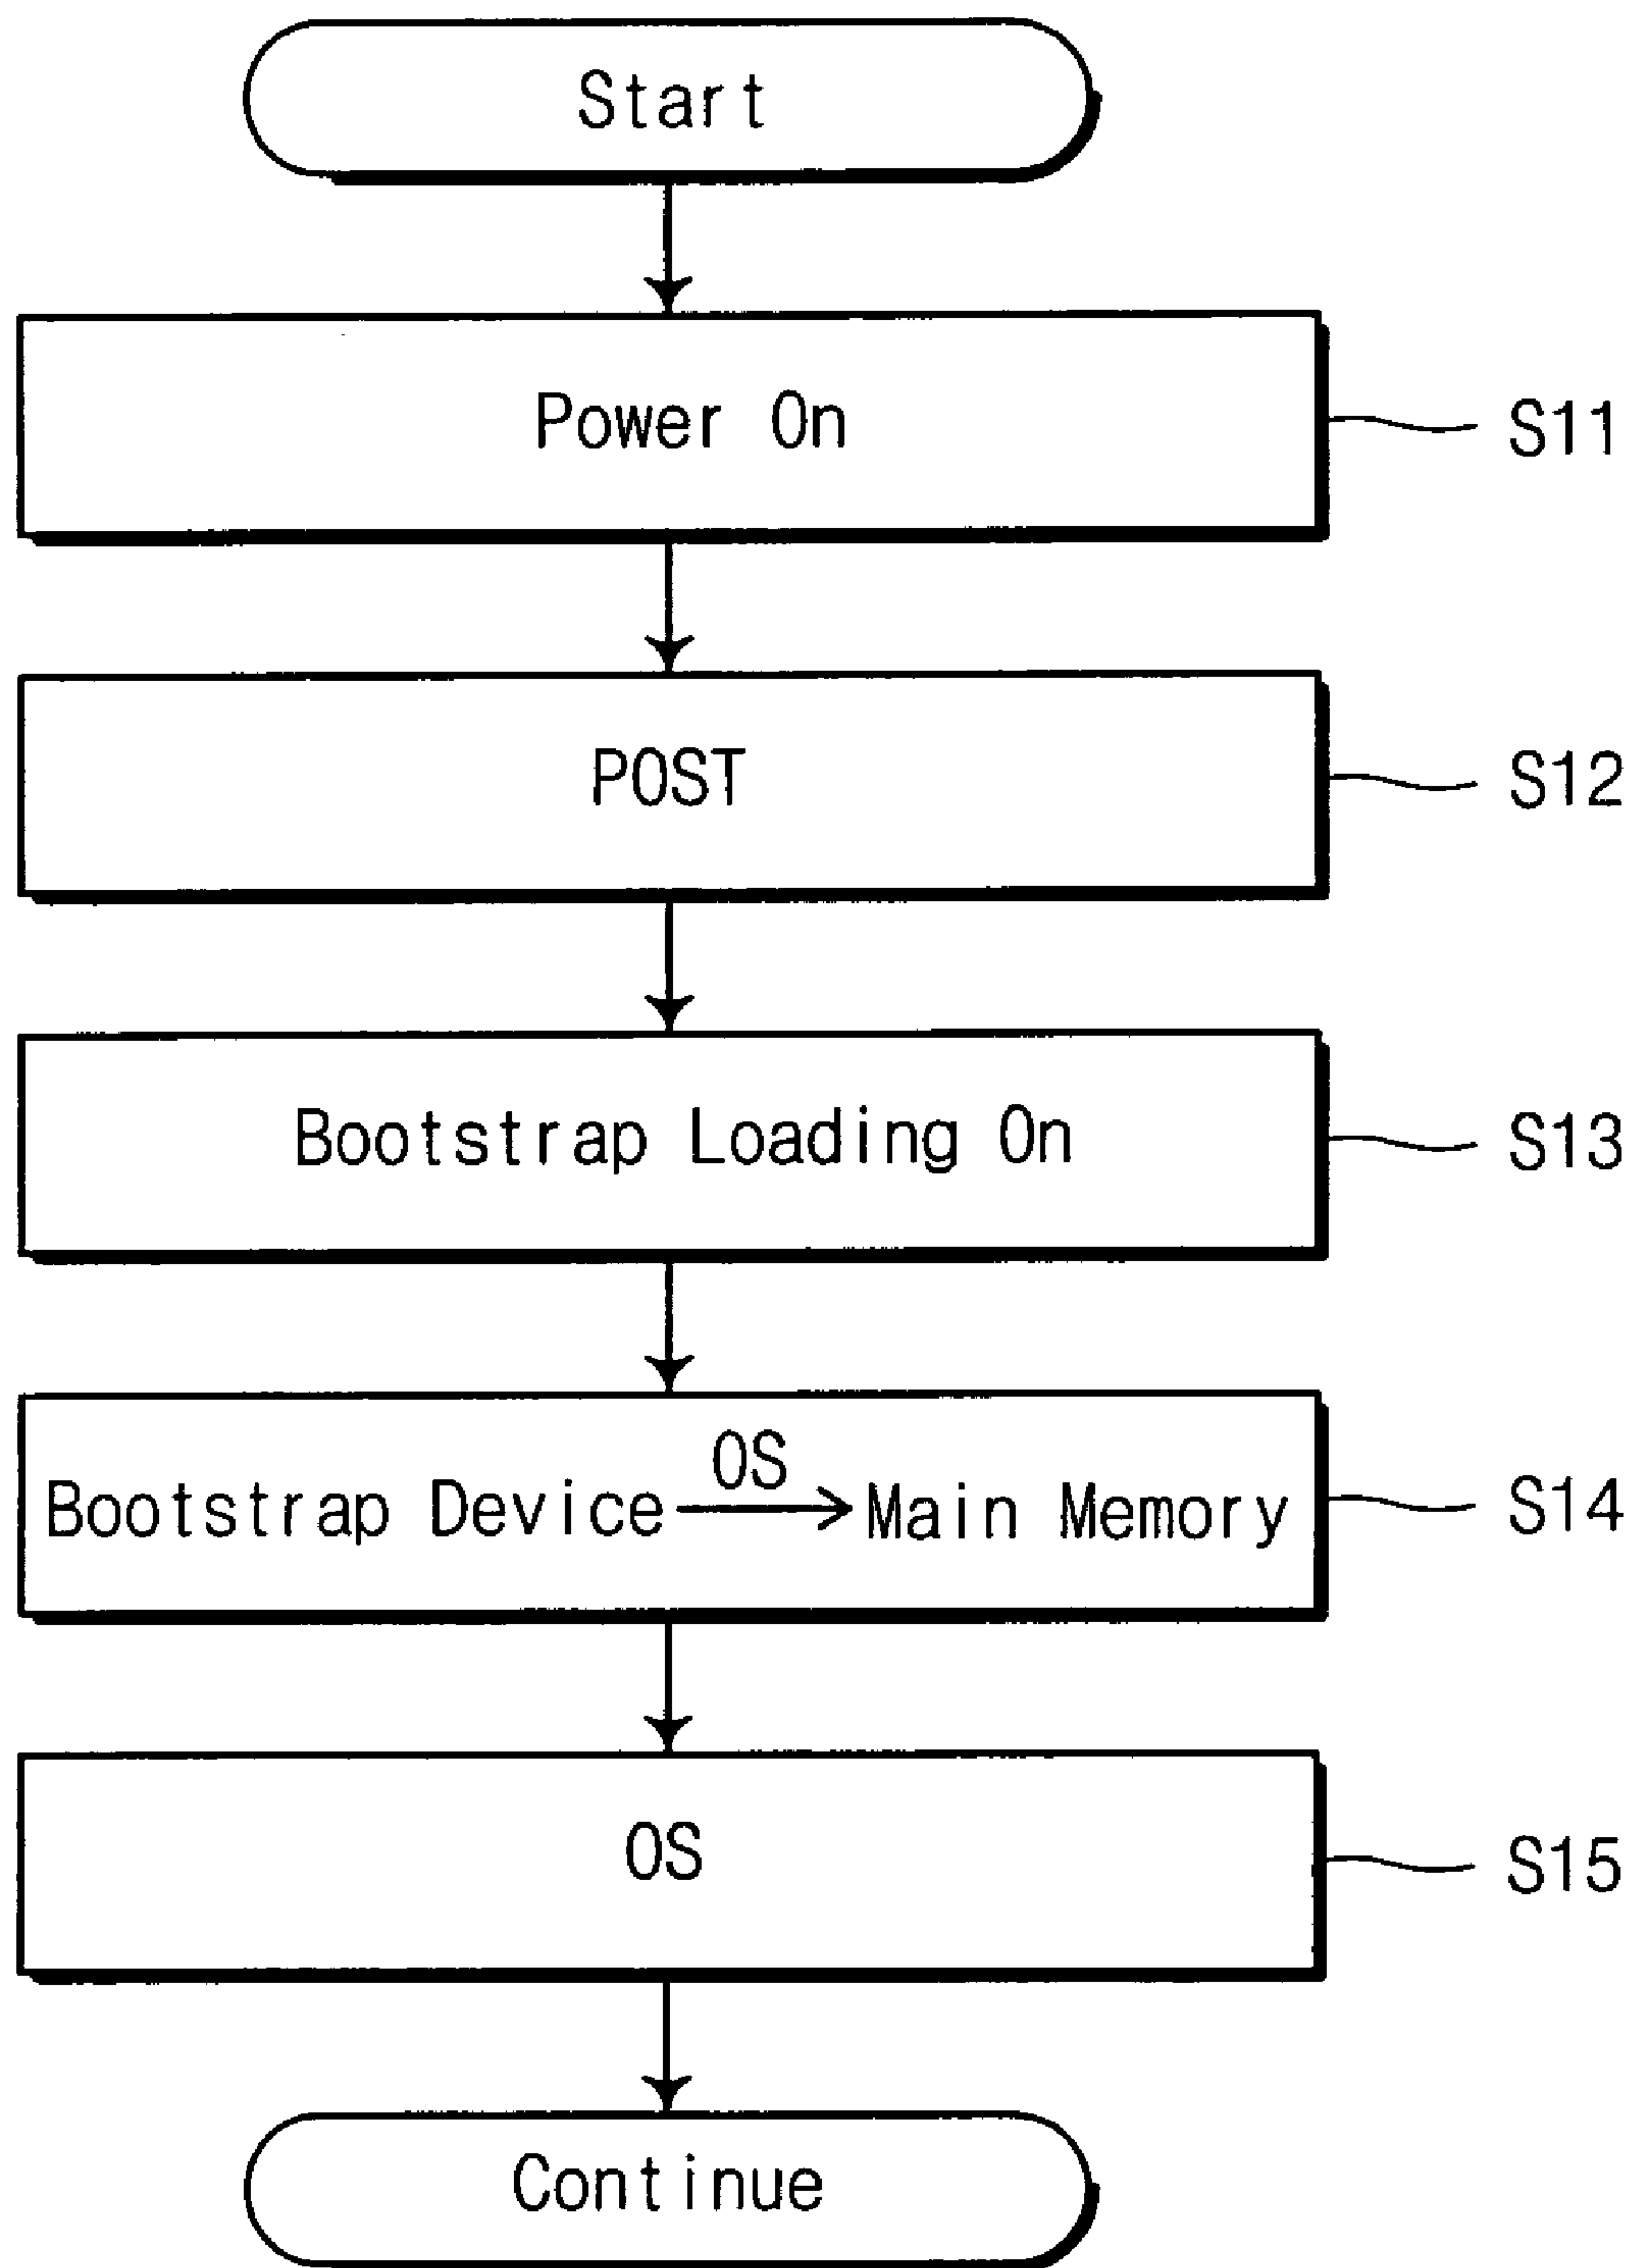 Start
Power On
S11
POST
S12
Bootstrap Loading On
S13
OS
Bootstrap Device → Main Memory
S14
OS
S15
Continue